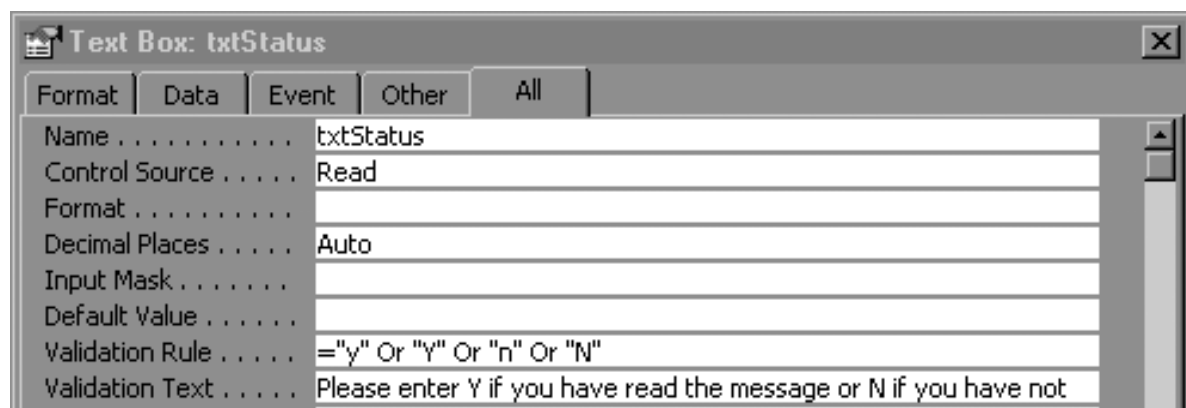 Text Box: txtStatus
Format Data Event Other All
Name . . . . . . . . . . . txtStatus
Control Source . . . . . Read
Format . . . . . . . . . .
Decimal Places . . . . . Auto
Input Mask . . . . . . .
Default Value . . . . . .
Validation Rule . . . . . ="y" Or "Y" Or "n" Or "N"
Validation Text . . . . . Please enter Y if you have read the message or N if you have not